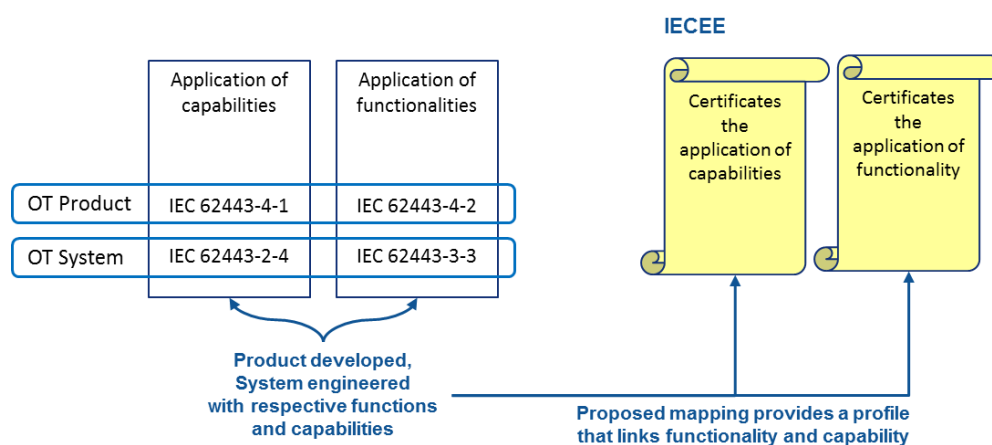 IECEE
Application of
capabilities
Application of
functionalities
Certificates
the
application of
capabilities
Certificates
the
application of
functionality
OT Product
IEC 62443-4-1
IEC 62443-4-2
OT System
IEC 62443-2-4
IEC 62443-3-3
Product developed,
System engineered
with respective functions
and capabilities
Proposed mapping provides a profile
that links functionality and capability